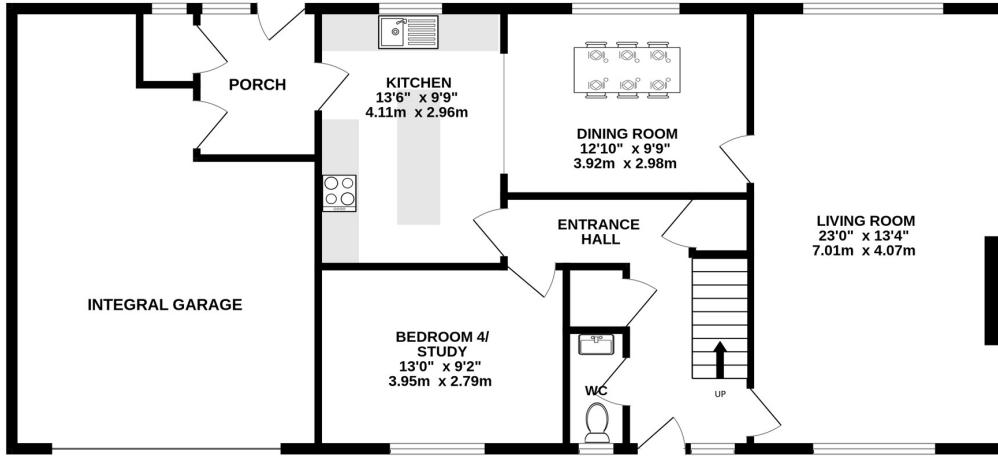 PORCH
KITCHEN
13'6" x 9'9"
4.11m x 2.96m
DINING ROOM
12'10" x 9'9"
3.92m x 2.98m
ENTRANCE
HALL
LIVING ROOM
23'0" x 13'4"
7.01m x 4.07m
INTEGRAL GARAGE
BEDROOM 4/
STUDY
13'0" x 9'2"
3.95m x 2.79m
WC
UP